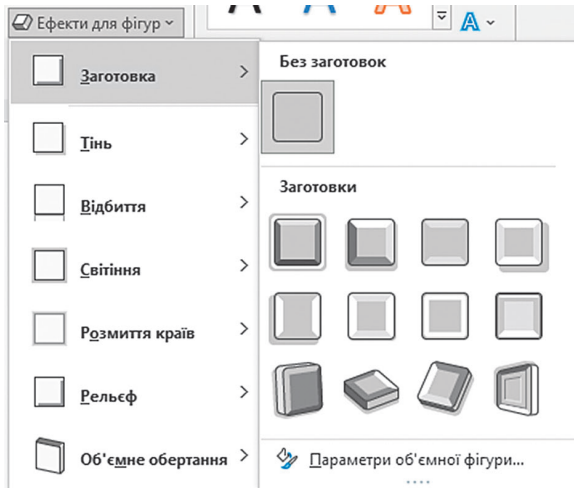 Ефекти для фігур
Заготовка
Тінь
Відбиття
Світіння
Розмиття країв
Рельєф
Об'ємне обертання
Без заготовок
Заготовки
Параметри об'ємної фігури...